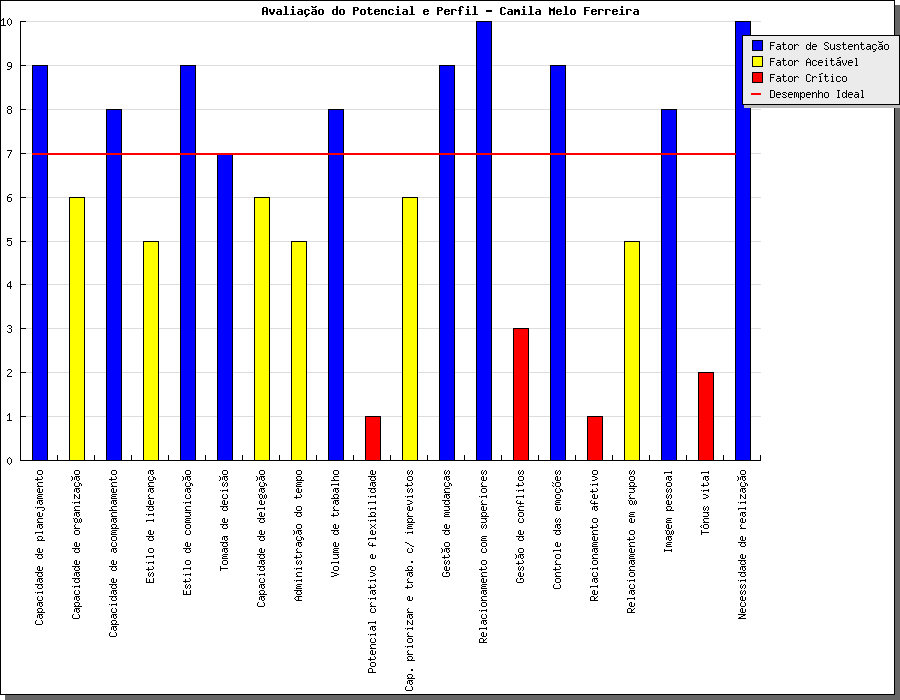 Avaliação do Potencial e Perfil - Camila Melo Ferreira
Fator de Sustentação
Fator Aceitável
Fator Crítico
Desempenho Ideal
10
9
8
7
6
5
4
3
2
1
0
Capacidade de planejamento
Capacidade de organização
Capacidade de acompanhamento
Estilo de liderança
Estilo de comunicação
Tomada de decisão
Capacidade de delegação
Administração do tempo
Volume de trabalho
Potencial criativo e flexibilidade
Cap. priorizar e trab. c/ imprevistos
Gestão de mudanças
Relacionamento com superiores
Gestão de conflitos
Controle das emoções
Relacionamento afetivo
Relacionamento em grupos
Imagem pessoal
Tônus vital
Necessidade de realização